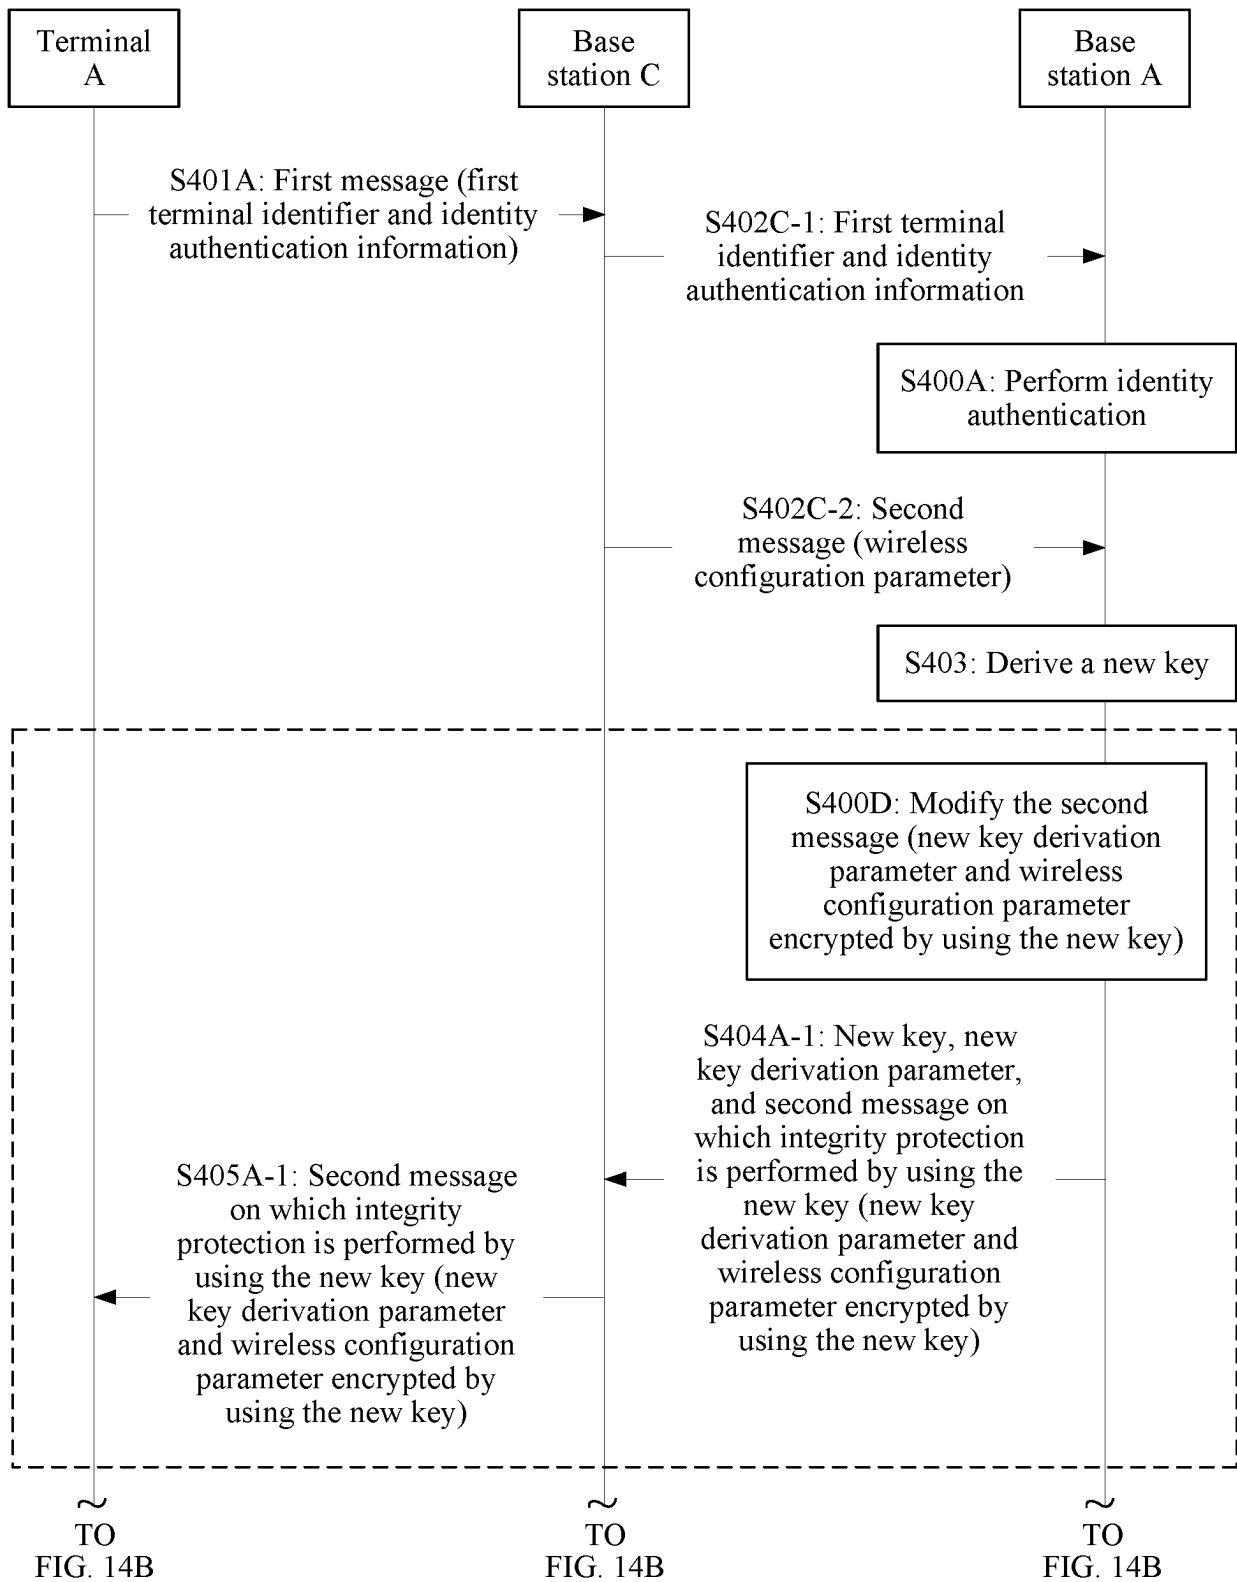 Terminal
A
Base
station C
Base
station A
S401A: First message (first
terminal identifier and identity
authentication information)
S402C-1: First terminal
identifier and identity
authentication information
S400A: Perform identity
authentication
S402C-2: Second
message (wireless
configuration parameter)
S403: Derive a new key
S400D: Modify the second
message (new key derivation
parameter and wireless
configuration parameter
encrypted by using the new key)
S404A-1: New key, new
key derivation parameter,
and second message on
which integrity protection
is performed by using the
new key (new key
derivation parameter and
wireless configuration
parameter encrypted by
using the new key)
S405A-1: Second message
on which integrity
protection is performed by
using the new key (new
key derivation parameter
and wireless configuration
parameter encrypted by
using the new key)
TO
FIG. 14B
TO
FIG. 14B
TO
FIG. 14B